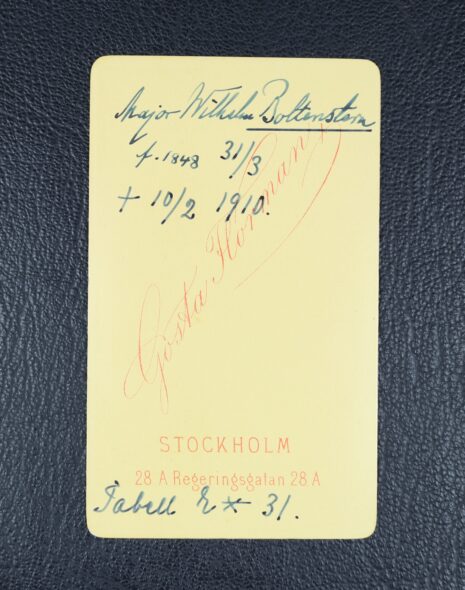 Major Wilhelm Boltenstern
f. 1848 31/3
+ 10/2 1910.
Gösta Florman
STOCKHOLM
28 A Regeringsgatan 28 A
Tabell 31.